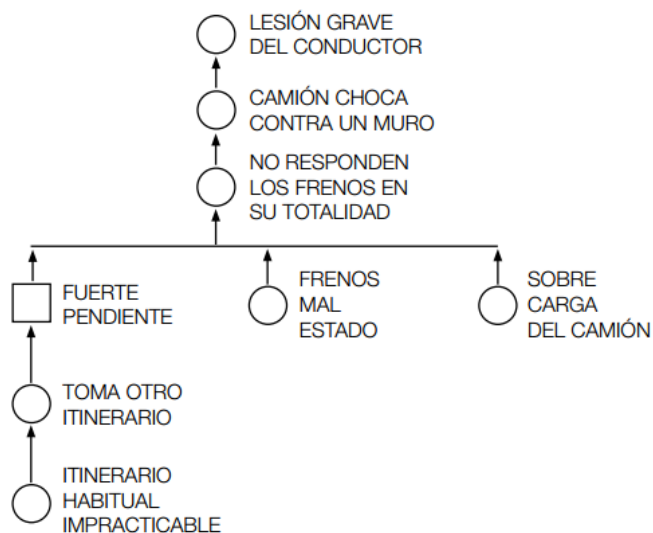 LESIÓN GRAVE
DEL CONDUCTOR
CAMIÓN CHOCA
CONTRA UN MURO
NO RESPONDEN
LOS FRENOS EN
SU TOTALIDAD
FUERTE
PENDIENTE
FRENOS
MAL
ESTADO
SOBRE
CARGA
DEL CAMIÓN
TOMA OTRO
ITINERARIO
ITINERARIO
HABITUAL
IMPRACTICABLE